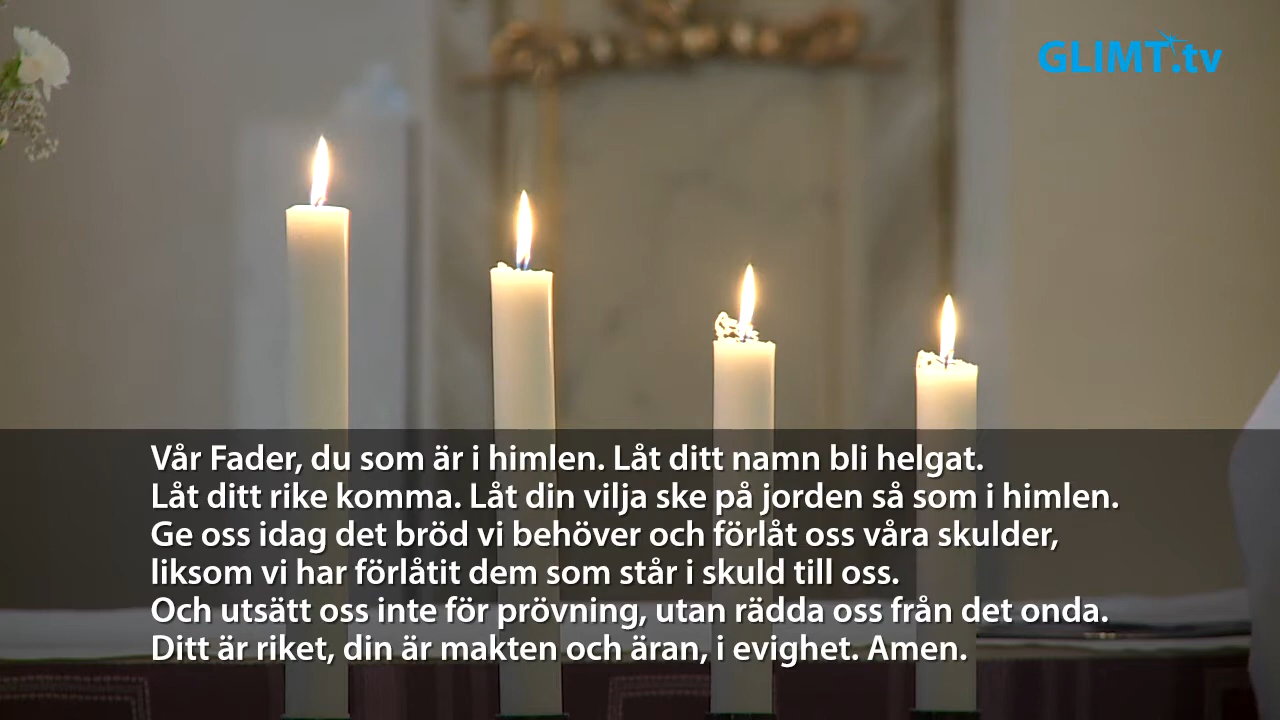 GLIMT.tv
Vår Fader, du som är i himlen. Låt ditt namn bli helgat.
Låt ditt rike komma. Låt din vilja ske på jorden så som i himlen.
Ge oss idag det bröd vi behöver och förlåt oss våra skulder,
liksom vi har förlåtit dem som står i skuld till oss.
Och utsätt oss inte för prövning, utan rädda oss från det onda.
Ditt är riket, din är makten och äran, i evighet. Amen.